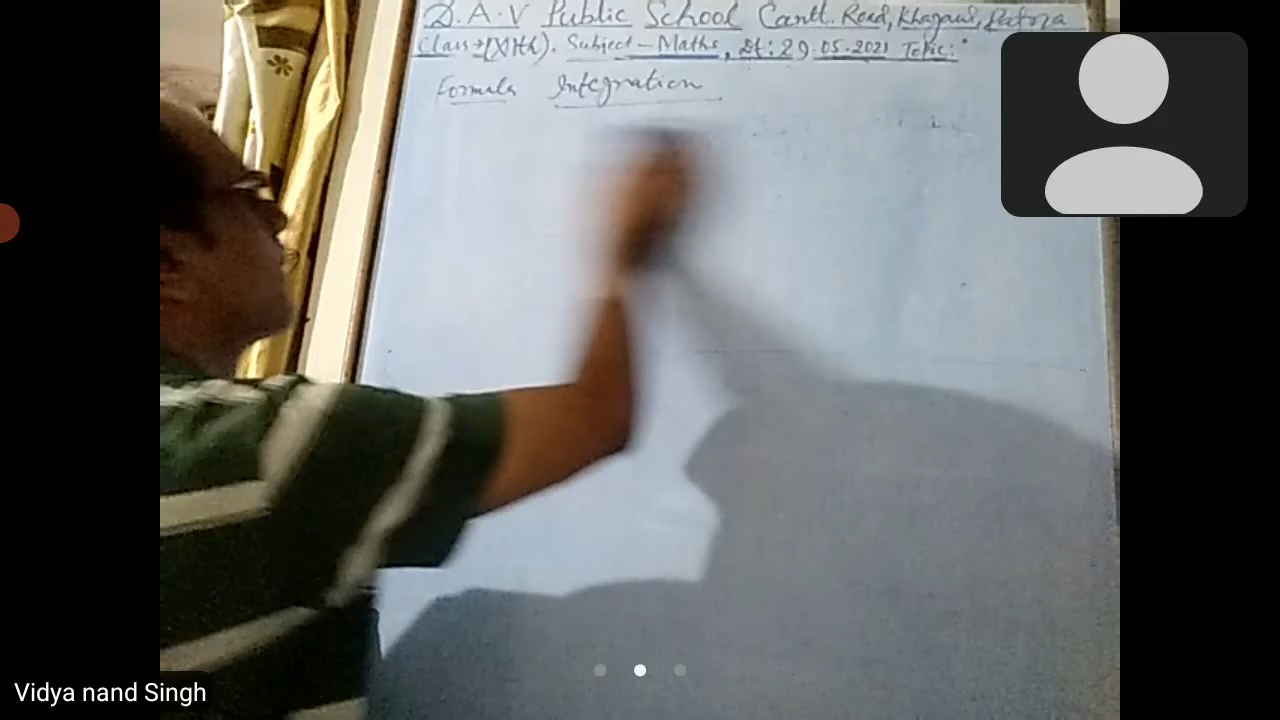 D.A.V Public School Cantt. Road, Khagaul, Patna
Class→(XIth). Subject - Maths, Dt: 29.05.2021 Topic:
Formula Integration
Vidya nand Singh